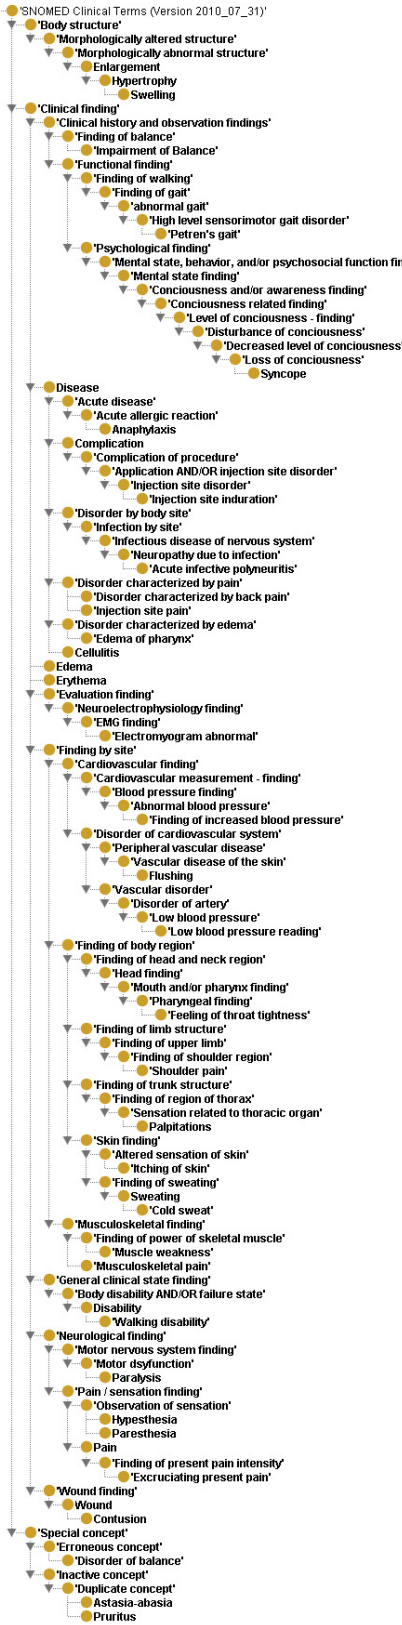 'SNOMED Clinical Terms (Version 2010_07_31)'
'Body structure'
'Morphologically altered structure'
'Morphologically abnormal structure'
Enlargement
Hypertrophy
Swelling
'Clinical finding'
'Clinical history and observation findings'
'Finding of balance'
'Impairment of Balance'
'Functional finding'
'Finding of walking'
'Finding of gait'
'abnormal gait'
'High level sensorimotor gait disorder'
'Petren's gait'
'Psychological finding'
'Mental state, behavior, and/or psychosocial function fin
'Mental state finding'
'Conciousness and/or awareness finding'
'Conciousness related finding'
'Level of conciousness - finding'
'Disturbance of conciousness'
'Decreased level of conciousness'
'Loss of conciousness'
Syncope
Disease
'Acute disease'
'Acute allergic reaction'
Anaphylaxis
Complication
'Complication of procedure'
'Application AND/OR injection site disorder'
'Injection site disorder'
'Injection site induration'
'Disorder by body site'
'Infection by site'
'Infectious disease of nervous system'
'Neuropathy due to infection'
'Acute infective polyneuritis'
'Disorder characterized by pain'
'Disorder characterized by back pain'
'Injection site pain'
'Disorder characterized by edema'
'Edema of pharynx'
Cellulitis
Edema
Erythema
'Evaluation finding'
'Neuroelectrophysiology finding'
'EMG finding'
'Electromyogram abnormal'
'Finding by site'
'Cardiovascular finding'
'Cardiovascular measurement - finding'
'Blood pressure finding'
'Abnormal blood pressure'
'Finding of increased blood pressure'
'Disorder of cardiovascular system'
'Peripheral vascular disease'
'Vascular disease of the skin'
Flushing
'Vascular disorder'
'Disorder of artery'
'Low blood pressure'
'Low blood pressure reading'
'Finding of body region'
'Finding of head and neck region'
'Head finding'
'Mouth and/or pharynx finding'
'Pharyngeal finding'
'Feeling of throat tightness'
'Finding of limb structure'
'Finding of upper limb'
'Finding of shoulder region'
'Shoulder pain'
'Finding of trunk structure'
'Finding of region of thorax'
'Sensation related to thoracic organ'
Palpitations
'Skin finding'
'Altered sensation of skin'
'Itching of skin'
'Finding of sweating'
Sweating
'Cold sweat'
'Musculoskeletal finding'
'Finding of power of skeletal muscle'
'Muscle weakness'
'Musculoskeletal pain'
'General clinical state finding'
'Body disability AND/OR failure state'
Disability
'Walking disability'
'Neurological finding'
'Motor nervous system finding'
'Motor dsyfunction'
Paralysis
'Pain / sensation finding'
'Observation of sensation'
Hypesthesia
Paresthesia
Pain
'Finding of present pain intensity'
'Excruciating present pain'
'Wound finding'
Wound
Contusion
'Special concept'
'Erroneous concept'
'Disorder of balance'
'Inactive concept'
'Duplicate concept'
Astasia-abasia
Pruritus